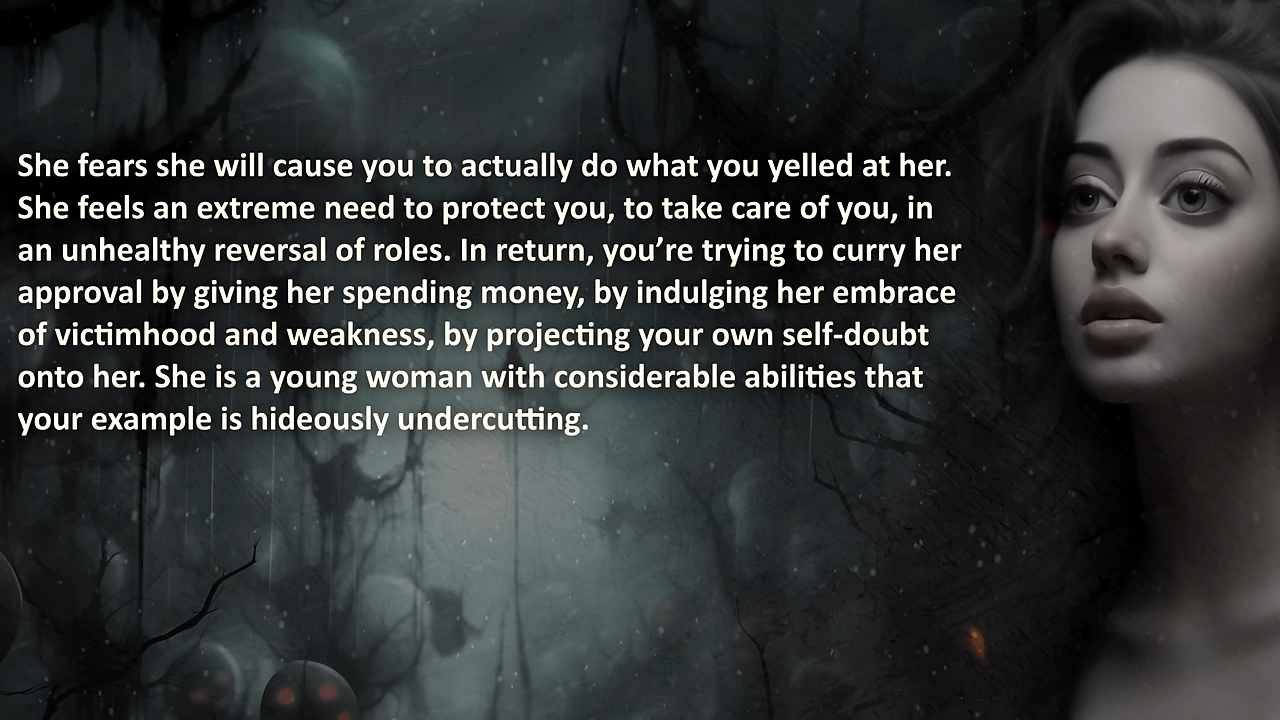 She fears she will cause you to actually do what you yelled at her.
She feels an extreme need to protect you, to take care of you, in
an unhealthy reversal of roles. In return, you’re trying to curry her
approval by giving her spending money, by indulging her embrace
of victimhood and weakness, by projecting your own self-doubt
onto her. She is a young woman with considerable abilities that
your example is hideously undercutting.